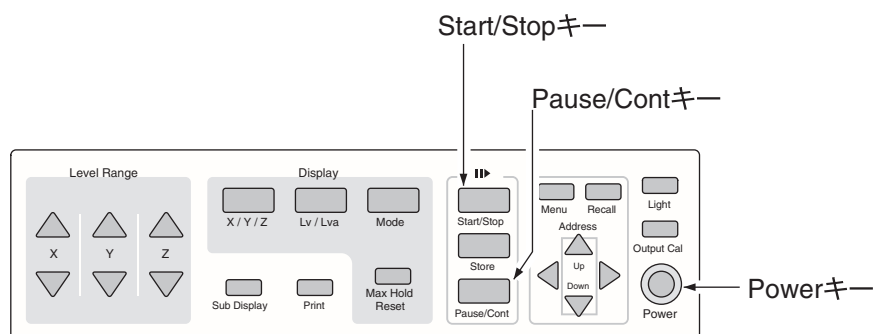 Start/Stopキー
Pause/Contキー
Level Range
Display
X / Y / Z
Lv / Lva
Mode
Start/Stop
Menu
Recall
Light
Address
X
Y
Z
Store
Up
Down
Output Cal
Sub Display
Print
Max Hold
Reset
Pause/Cont
Power
Powerキー